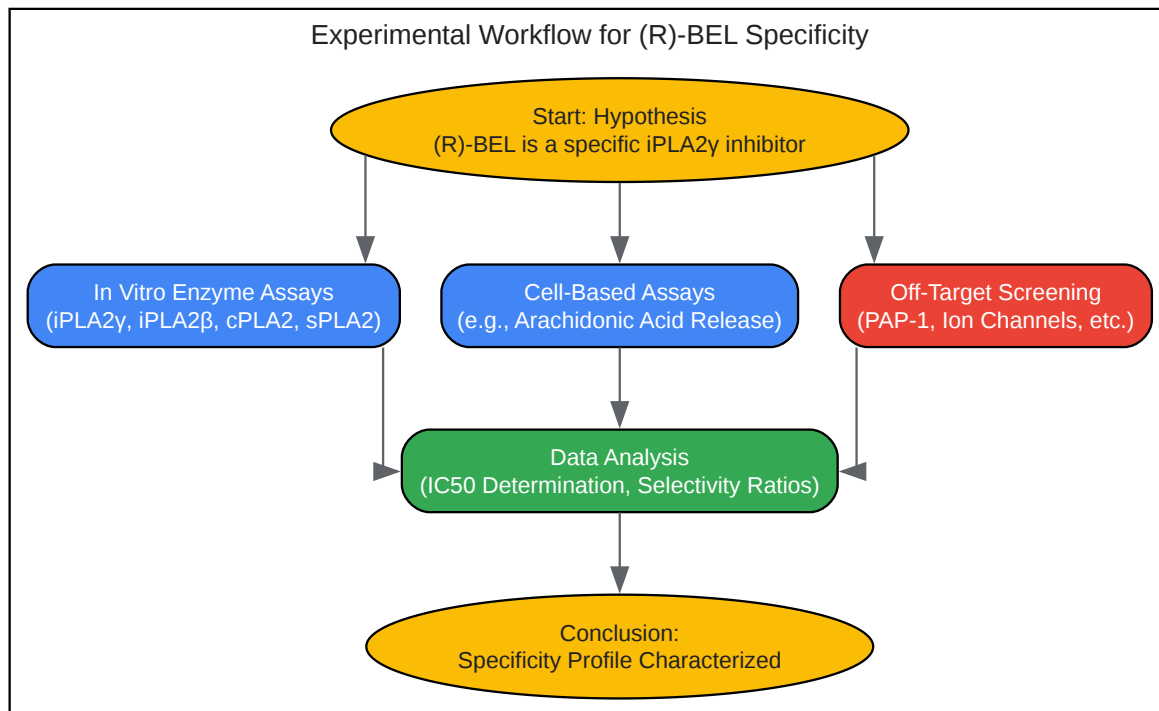 Experimental Workflow for (R)-BEL Specificity
Start: Hypothesis
(R)-BEL is a specific iPLA2γ inhibitor
In Vitro Enzyme Assays
(iPLA2γ, iPLA2β, cPLA2, sPLA2)
Cell-Based Assays
(e.g., Arachidonic Acid Release)
Off-Target Screening
(PAP-1, Ion Channels, etc.)
Data Analysis
(IC50 Determination, Selectivity Ratios)
Conclusion:
Specificity Profile Characterized